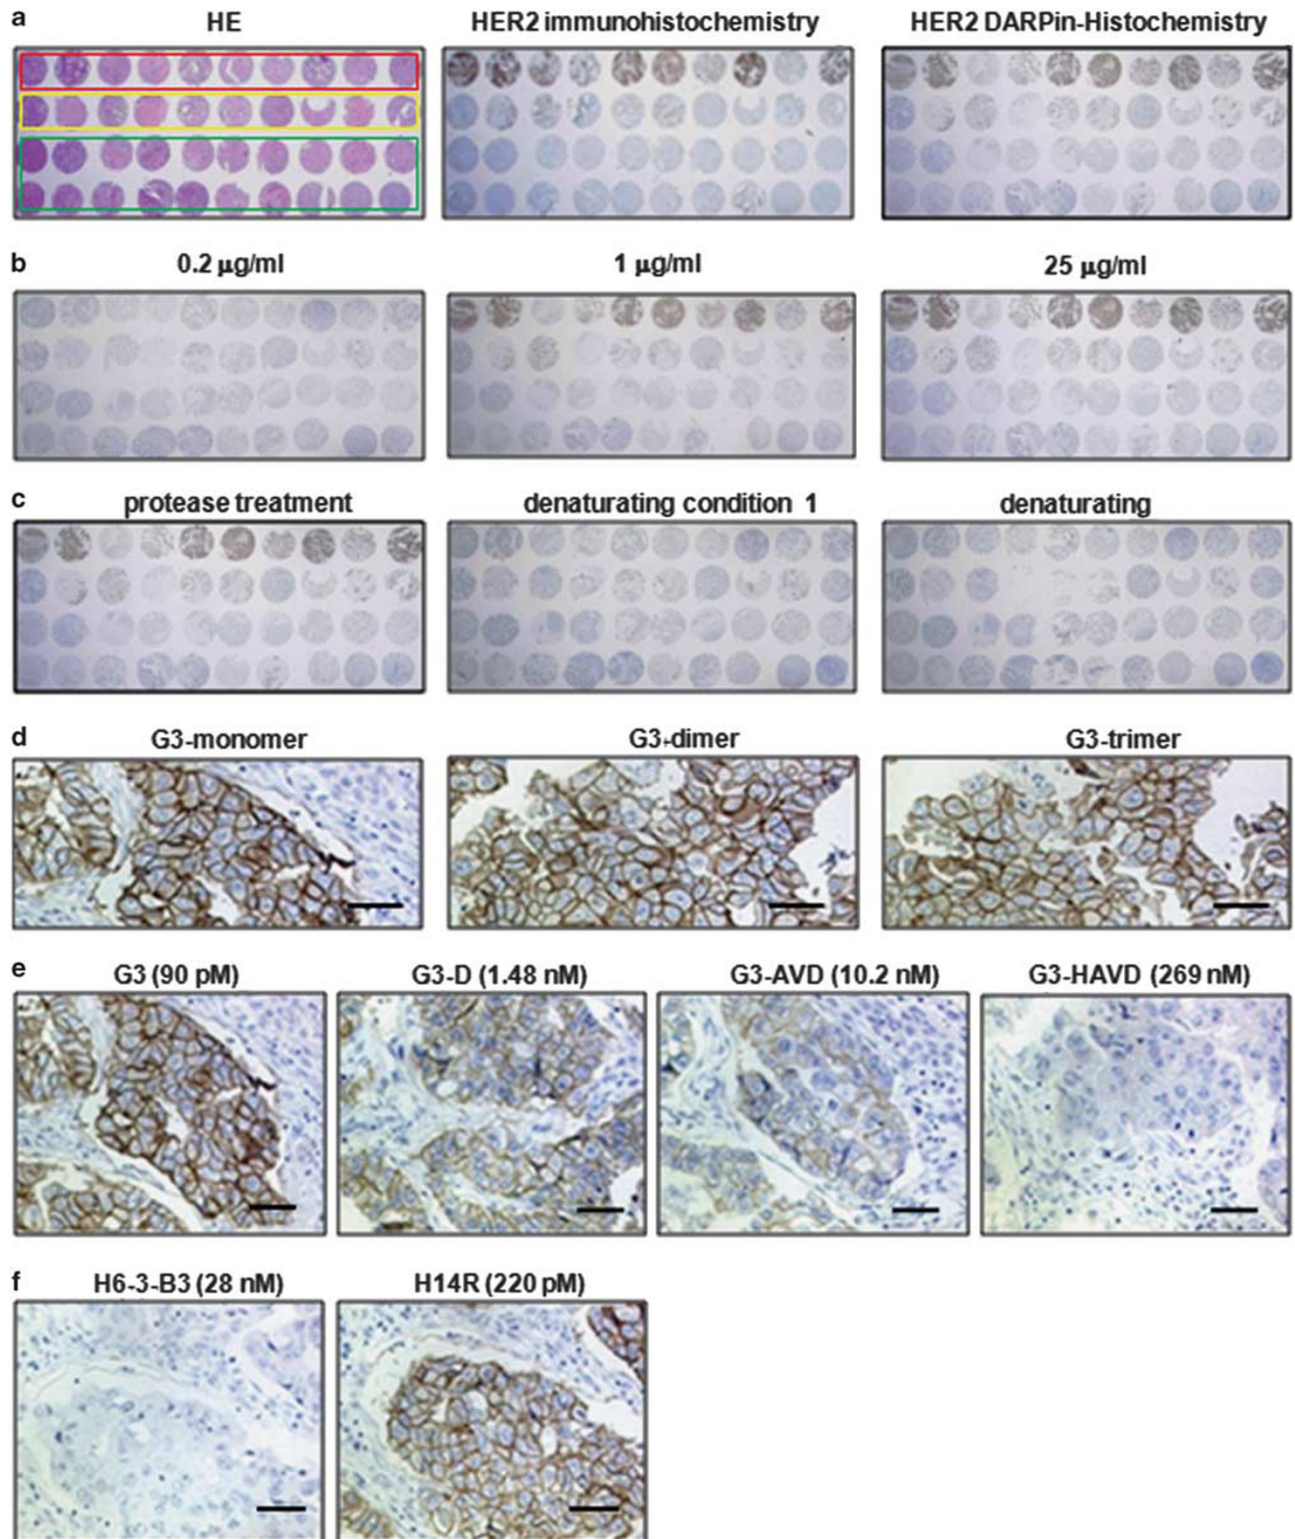 a
HE
HER2 immunohistochemistry
HER2 DARPin-Histochemistry
b
0.2 µg/ml
1 µg/ml
25 µg/ml
c
protease treatment
denaturating condition 1
denaturating
d
G3-monomer
G3-dimer
G3-trimer
e
G3 (90 pM)
G3-D (1.48 nM)
G3-AVD (10.2 nM)
G3-HAVD (269 nM)
f
H6-3-B3 (28 nM)
H14R (220 pM)